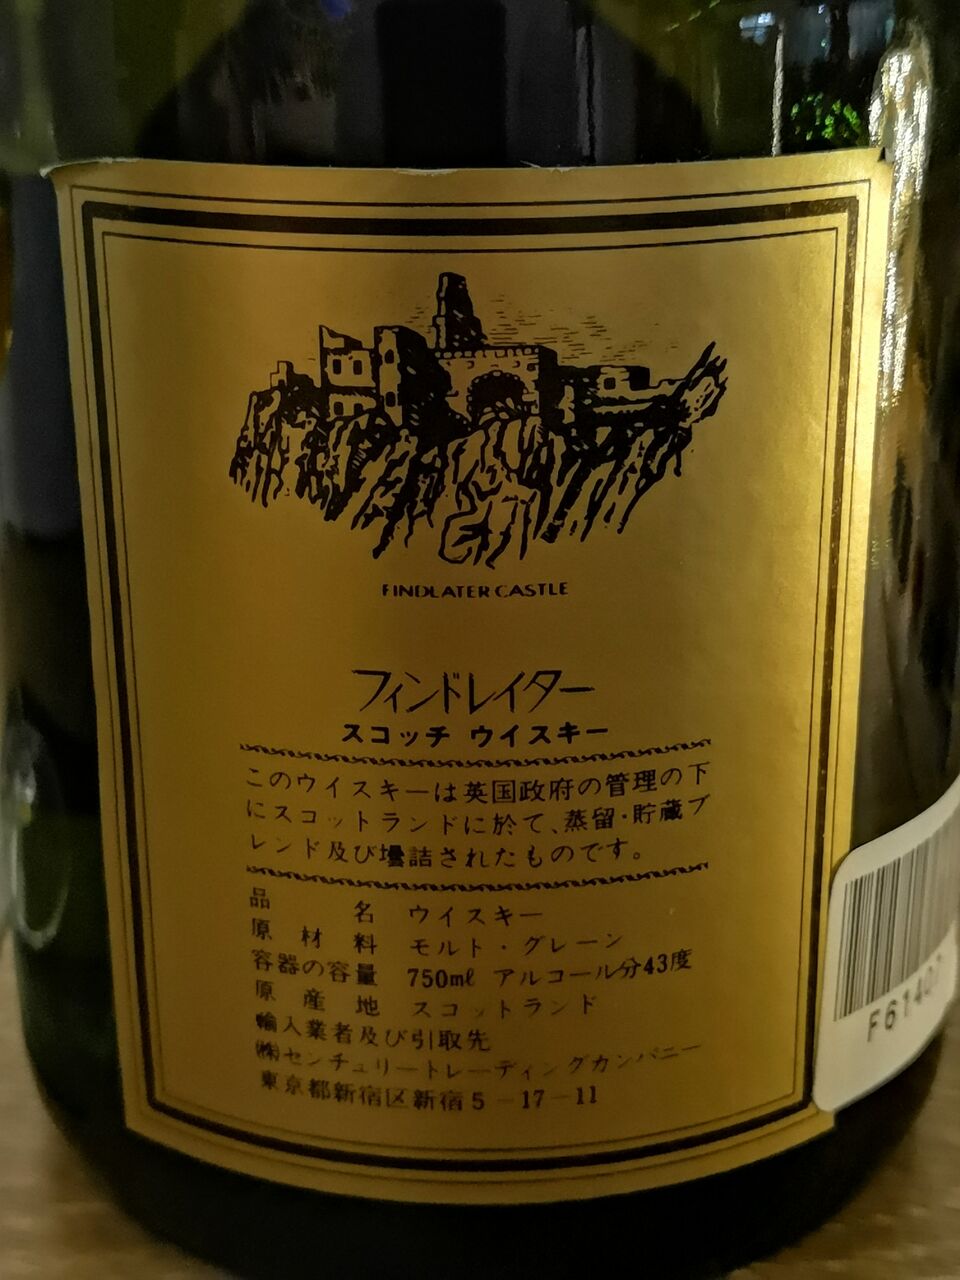 FINDLATER CASTLE
フィンドレイター
スコッチ ウイスキー
このウイスキーは英国政府の管理の下
にスコットランドに於て、蒸留・貯蔵ブ
レンド及び壜詰されたものです。
品 名 ウイスキー
原 材 料 モルト・グレーン
容器の容量 750mℓ アルコール分43度
原 産 地 スコットランド
輸入業者及び引取先
㈱センチュリートレーディングカンパニー
東京都新宿区新宿5-17-11